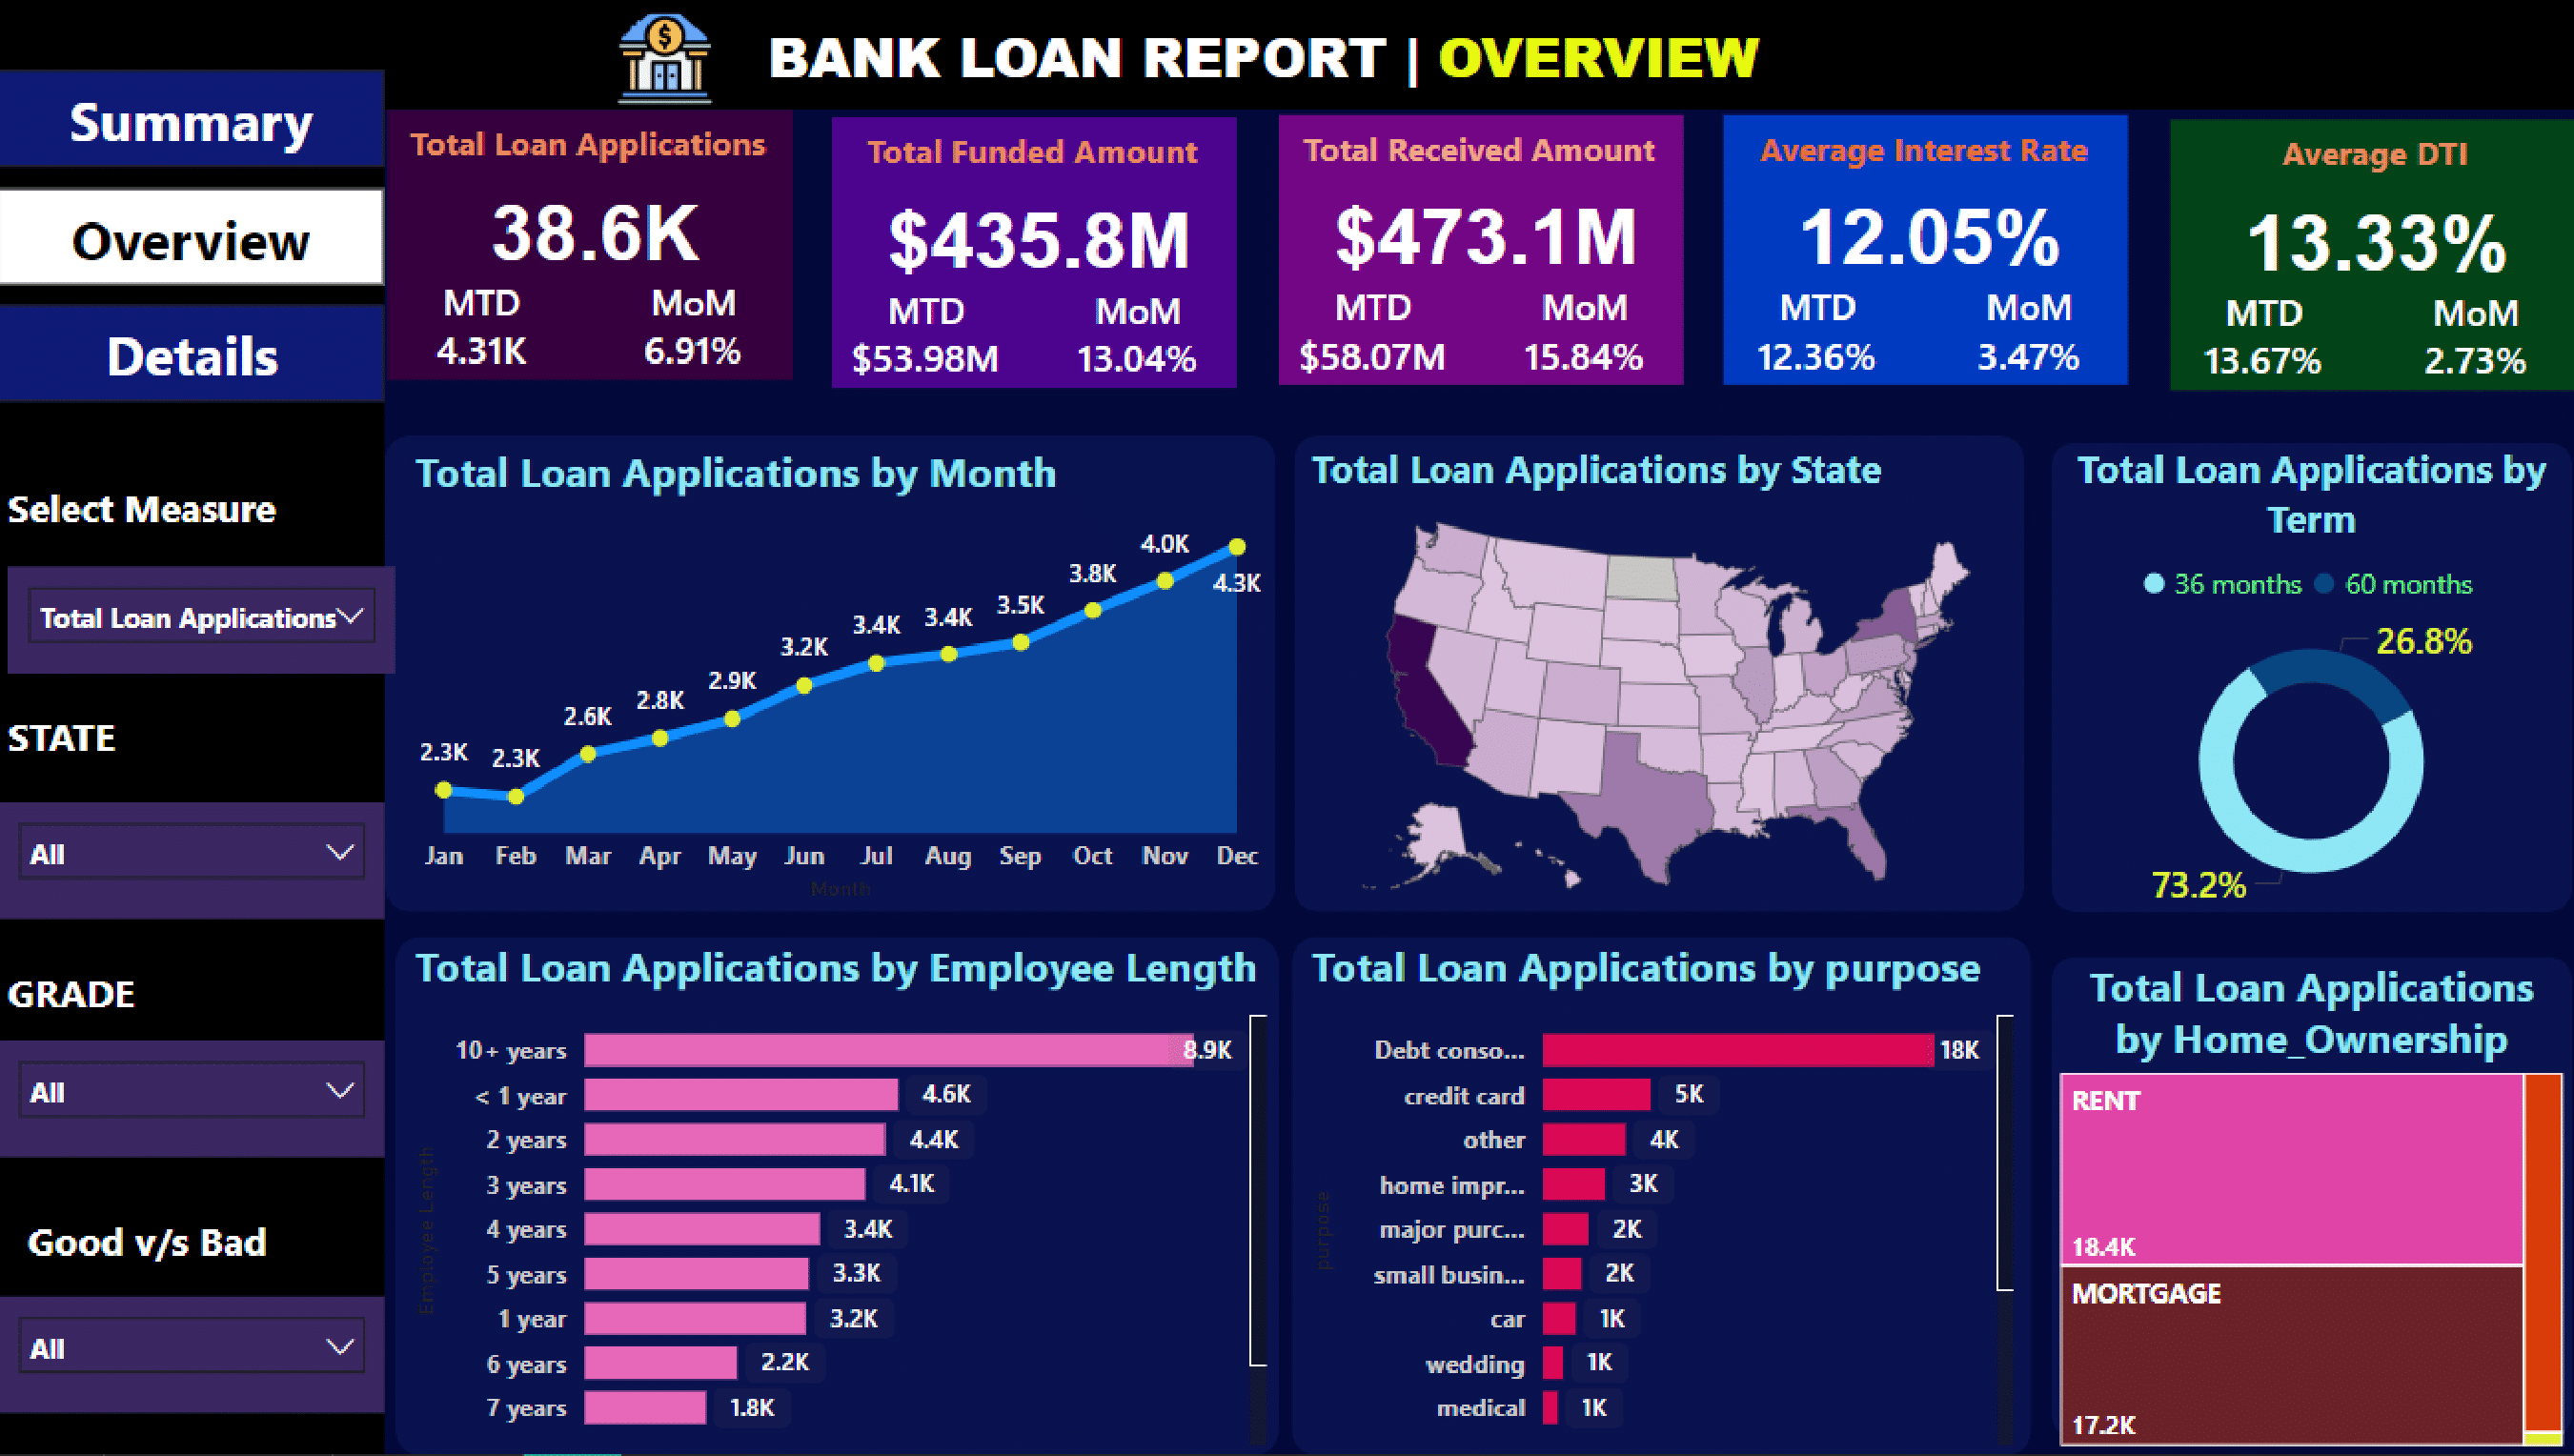 BANK LOAN REPORT | OVERVIEW
Summary
Overview
Details
Select Measure
Total Loan Applications
STATE
All
GRADE
All
Good v/s Bad
All
Total Loan Applications
38.6K
MTD MoM
4.31K 6.91%
Total Funded Amount
$435.8M
MTD MoM
$53.98M 13.04%
Total Received Amount
$473.1M
MTD MoM
$58.07M 15.84%
Average Interest Rate
12.05%
MTD MoM
12.36% 3.47%
Average DTI
13.33%
MTD MoM
13.67% 2.73%
Total Loan Applications by Month
2.3K 2.3K 2.6K 2.8K 2.9K 3.2K 3.4K 3.4K 3.5K 3.8K 4.0K 4.3K
Jan Feb Mar Apr May Jun Jul Aug Sep Oct Nov Dec
Month
Total Loan Applications by State
Total Loan Applications by
Term
36 months 60 months
26.8%
73.2%
Total Loan Applications by Employee Length
Employee Length
10+ years 8.9K
< 1 year 4.6K
2 years 4.4K
3 years 4.1K
4 years 3.4K
5 years 3.3K
1 year 3.2K
6 years 2.2K
7 years 1.8K
Total Loan Applications by purpose
purpose
Debt conso... 18K
credit card 5K
other 4K
home impr... 3K
major purc... 2K
small busin... 2K
car 1K
wedding 1K
medical 1K
Total Loan Applications
by Home_Ownership
RENT
18.4K
MORTGAGE
17.2K